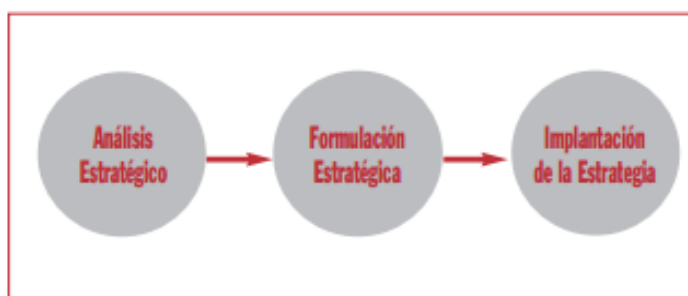 Análisis
Estratégico
Formulación
Estratégica
Implantación
de la Estrategia